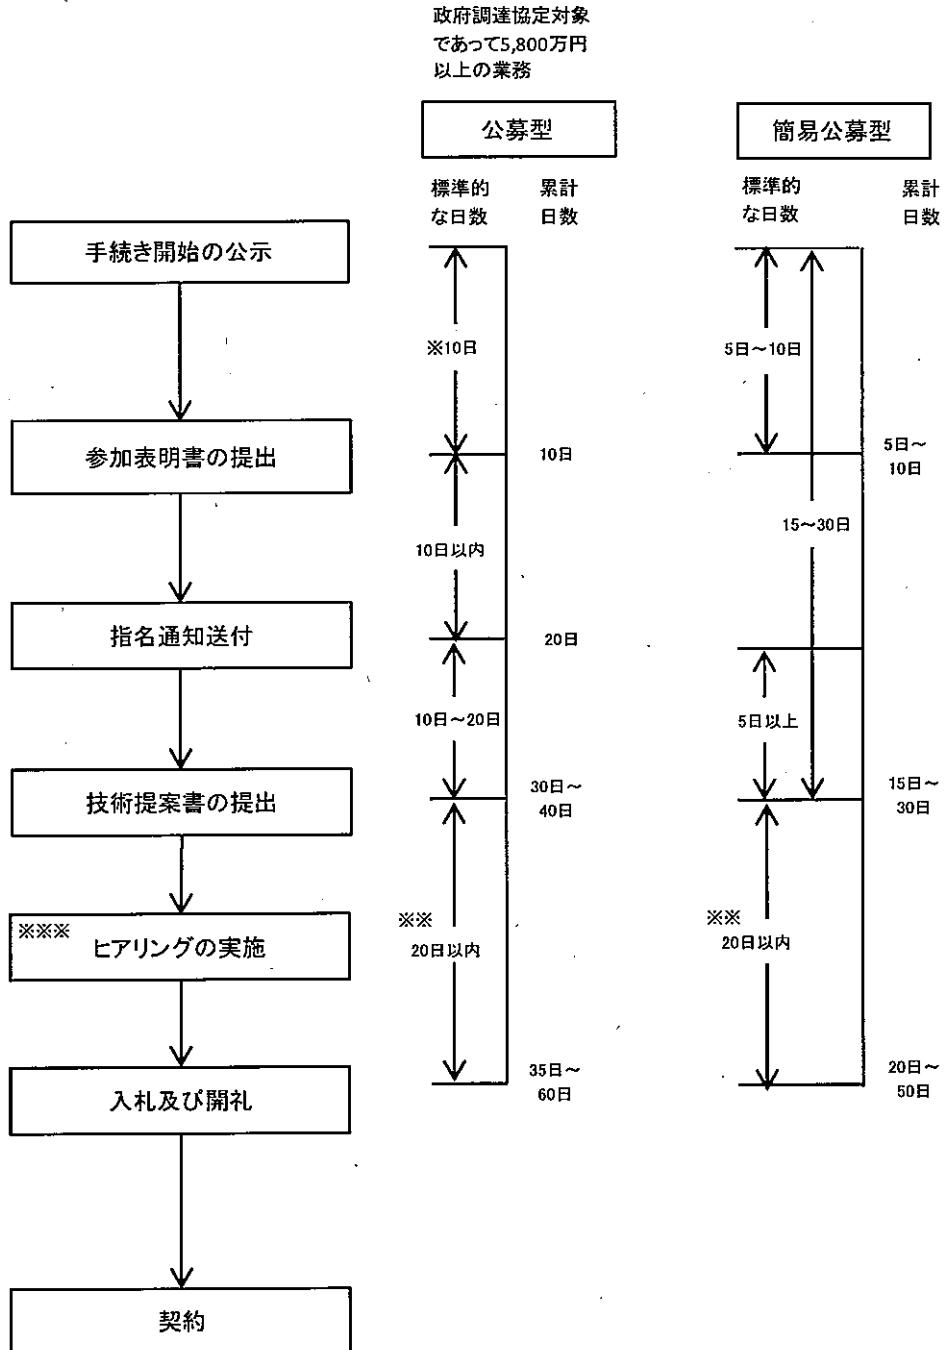 政府調達協定対象
であって5,800万円
以上の業務
公募型
簡易公募型
標準的
な日数
累計
日数
標準的
な日数
累計
日数
手続き開始の公示
※10日
5日～10日
参加表明書の提出
10日
5日～
10日
15～30日
10日以内
指名通知送付
20日
10日～20日
5日以上
技術提案書の提出
30日～
40日
15日～
30日
※※※
ヒアリングの実施
※※
20日以内
※※
20日以内
入札及び開札
35日～
60日
20日～
50日
契約